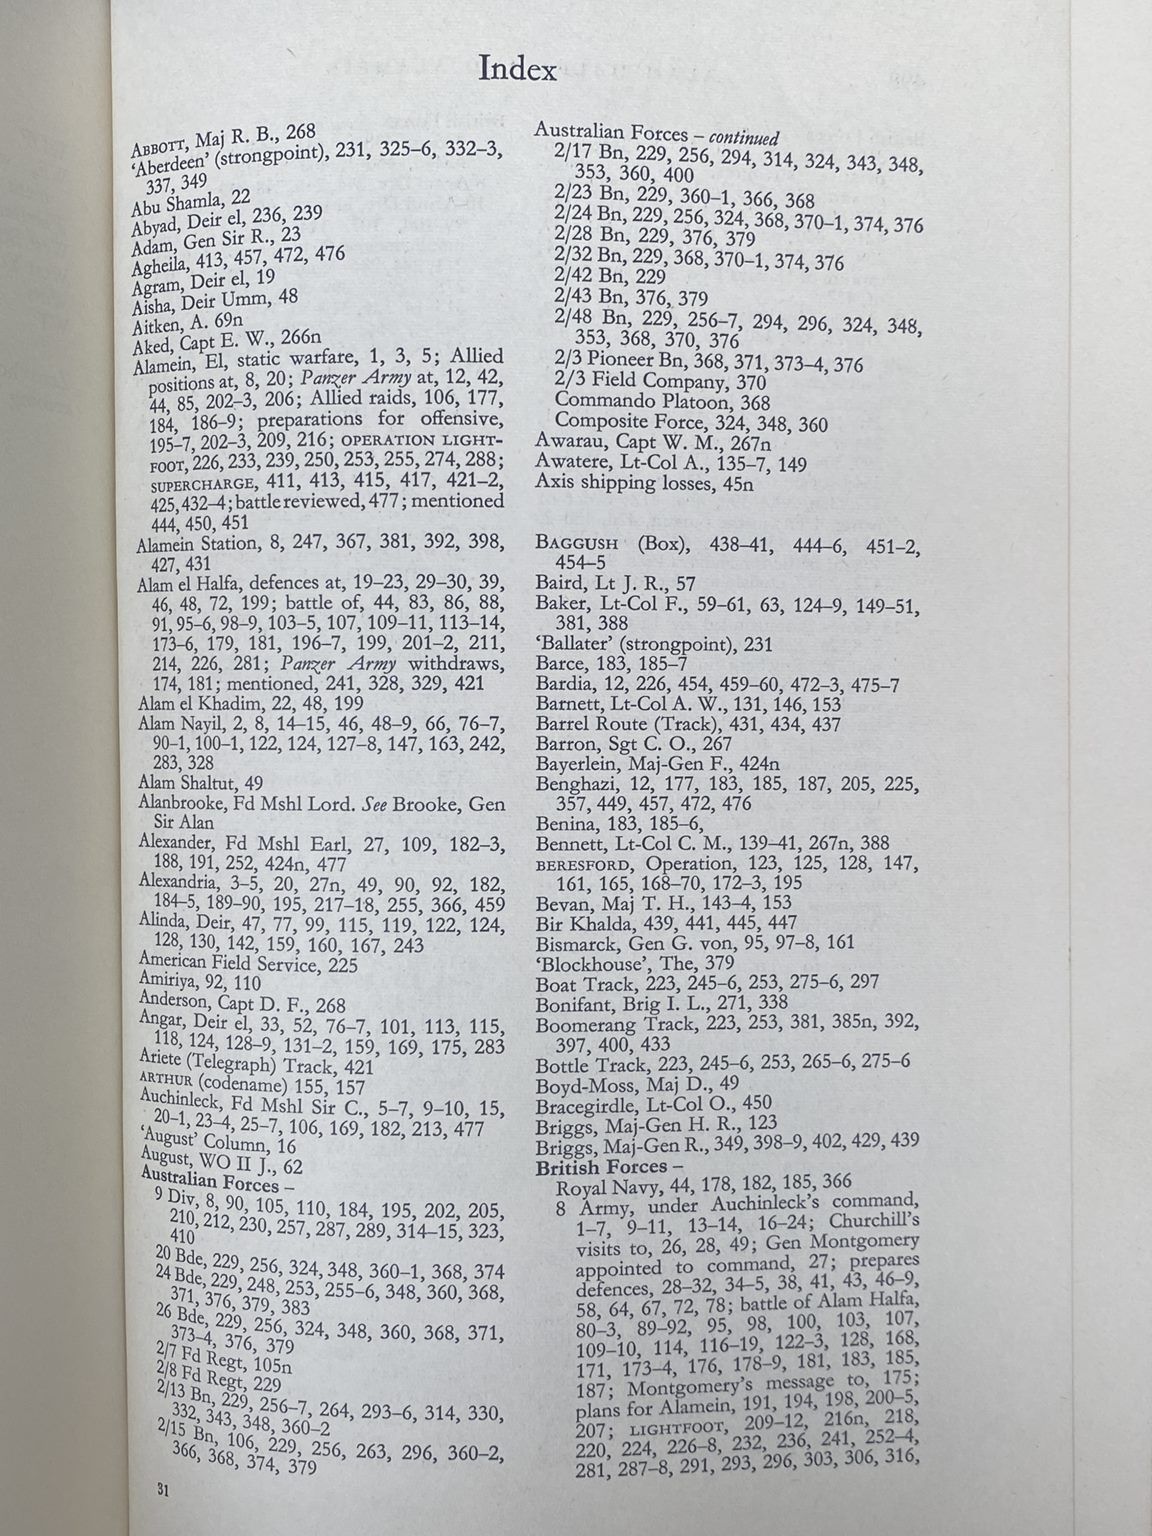 Index
ABBOTT, Maj R. B., 268
'Aberdeen' (strongpoint), 231, 325–6, 332–3,
337, 349
Abu Shamla, 22
Abyad, Deir el, 236, 239
Adam, Gen Sir R., 23
Agheila, 413, 457, 472, 476
Agram, Deir el, 19
Aisha, Deir Umm, 48
Aitken, A. 69n
Aked, Capt E. W., 266n
Alamein, El, static warfare, 1, 3, 5; Allied
positions at, 8, 20; Panzer Army at, 12, 42,
44, 85, 202–3, 206; Allied raids, 106, 177,
184, 186–9; preparations for offensive,
195–7, 202–3, 209, 216; OPERATION LIGHT-
FOOT, 226, 233, 239, 250, 253, 255, 274, 288;
SUPERCHARGE, 411, 413, 415, 417, 421–2,
425, 432–4; battle reviewed, 477; mentioned
444, 450, 451
Alamein Station, 8, 247, 367, 381, 392, 398,
427, 431
Alam el Halfa, defences at, 19–23, 29–30, 39,
46, 48, 72, 199; battle of, 44, 83, 86, 88,
91, 95–6, 98–9, 103–5, 107, 109–11, 113–14,
173–6, 179, 181, 196–7, 199, 201–2, 211,
214, 226, 281; Panzer Army withdraws,
174, 181; mentioned, 241, 328, 329, 421
Alam el Khadim, 22, 48, 199
Alam Nayil, 2, 8, 14–15, 46, 48–9, 66, 76–7,
90–1, 100–1, 122, 124, 127–8, 147, 163, 242,
283, 328
Alam Shaltut, 49
Alanbrooke, Fd Mshl Lord. See Brooke, Gen
Sir Alan
Alexander, Fd Mshl Earl, 27, 109, 182–3,
188, 191, 252, 424n, 477
Alexandria, 3–5, 20, 27n, 49, 90, 92, 182,
184–5, 189–90, 195, 217–18, 255, 366, 459
Alinda, Deir, 47, 77, 99, 115, 119, 122, 124,
128, 130, 142, 159, 160, 167, 243
American Field Service, 225
Amiriya, 92, 110
Anderson, Capt D. F., 268
Angar, Deir el, 33, 52, 76–7, 101, 113, 115,
118, 124, 128–9, 131–2, 159, 169, 175, 283
Ariete (Telegraph) Track, 421
ARTHUR (codename) 155, 157
Auchinleck, Fd Mshl Sir C., 5–7, 9–10, 15,
20–1, 23–4, 25–7, 106, 169, 182, 213, 477
'August' Column, 16
August, WO II J., 62
Australian Forces –
9 Div, 8, 90, 105, 110, 184, 195, 202, 205,
210, 212, 230, 257, 287, 289, 314–15, 323,
410
20 Bde, 229, 256, 324, 348, 360–1, 368, 374
24 Bde, 229, 248, 253, 255–6, 348, 360, 368,
371, 376, 379, 383
26 Bde, 229, 256, 324, 348, 360, 368, 371,
373–4, 376, 379
2/7 Fd Regt, 105n
2/8 Fd Regt, 229
2/13 Bn, 229, 256–7, 264, 293–6, 314, 330,
332, 343, 348, 360–2
2/15 Bn, 106, 229, 256, 263, 296, 360–2,
366, 368, 374, 379
31
Australian Forces – continued
2/17 Bn, 229, 256, 294, 314, 324, 343, 348,
353, 360, 400
2/23 Bn, 229, 360–1, 366, 368
2/24 Bn, 229, 256, 324, 368, 370–1, 374, 376
2/28 Bn, 229, 376, 379
2/32 Bn, 229, 368, 370–1, 374, 376
2/42 Bn, 229
2/43 Bn, 376, 379
2/48 Bn, 229, 256–7, 294, 296, 324, 348,
353, 368, 370, 376
2/3 Pioneer Bn, 368, 371, 373–4, 376
2/3 Field Company, 370
Commando Platoon, 368
Composite Force, 324, 348, 360
Awarau, Capt W. M., 267n
Awatere, Lt-Col A., 135–7, 149
Axis shipping losses, 45n
BAGGUSH (Box), 438–41, 444–6, 451–2,
454–5
Baird, Lt J. R., 57
Baker, Lt-Col F., 59–61, 63, 124–9, 149–51,
381, 388
'Ballater' (strongpoint), 231
Barce, 183, 185–7
Bardia, 12, 226, 454, 459–60, 472–3, 475–7
Barnett, Lt-Col A. W., 131, 146, 153
Barrel Route (Track), 431, 434, 437
Barron, Sgt C. O., 267
Bayerlein, Maj-Gen F., 424n
Benghazi, 12, 177, 183, 185, 187, 205, 225,
357, 449, 457, 472, 476
Benina, 183, 185–6,
Bennett, Lt-Col C. M., 139–41, 267n, 388
BERESFORD, Operation, 123, 125, 128, 147,
161, 165, 168–70, 172–3, 195
Bevan, Maj T. H., 143–4, 153
Bir Khalda, 439, 441, 445, 447
Bismarck, Gen G. von, 95, 97–8, 161
'Blockhouse', The, 379
Boat Track, 223, 245–6, 253, 275–6, 297
Bonifant, Brig I. L., 271, 338
Boomerang Track, 223, 253, 381, 385n, 392,
397, 400, 433
Bottle Track, 223, 245–6, 253, 265–6, 275–6
Boyd-Moss, Maj D., 49
Bracegirdle, Lt-Col O., 450
Briggs, Maj-Gen H. R., 123
Briggs, Maj-Gen R., 349, 398–9, 402, 429, 439
British Forces –
Royal Navy, 44, 178, 182, 185, 366
8 Army, under Auchinleck's command,
1–7, 9–11, 13–14, 16–24; Churchill's
visits to, 26, 28, 49; Gen Montgomery
appointed to command, 27; prepares
defences, 28–32, 34–5, 38, 41, 43, 46–9,
58, 64, 67, 72, 78; battle of Alam Halfa,
80–3, 89–92, 95, 98, 100, 103, 107,
109–10, 114, 116–19, 122–3, 128, 168,
171, 173–4, 176, 178–9, 181, 183, 185,
187; Montgomery's message to, 175;
plans for Alamein, 191, 194, 198, 200–5,
207; LIGHTFOOT, 209–12, 216n, 218,
220, 224, 226–8, 232, 236, 241, 252–4,
281, 287–8, 291, 293, 296, 303, 306, 316,